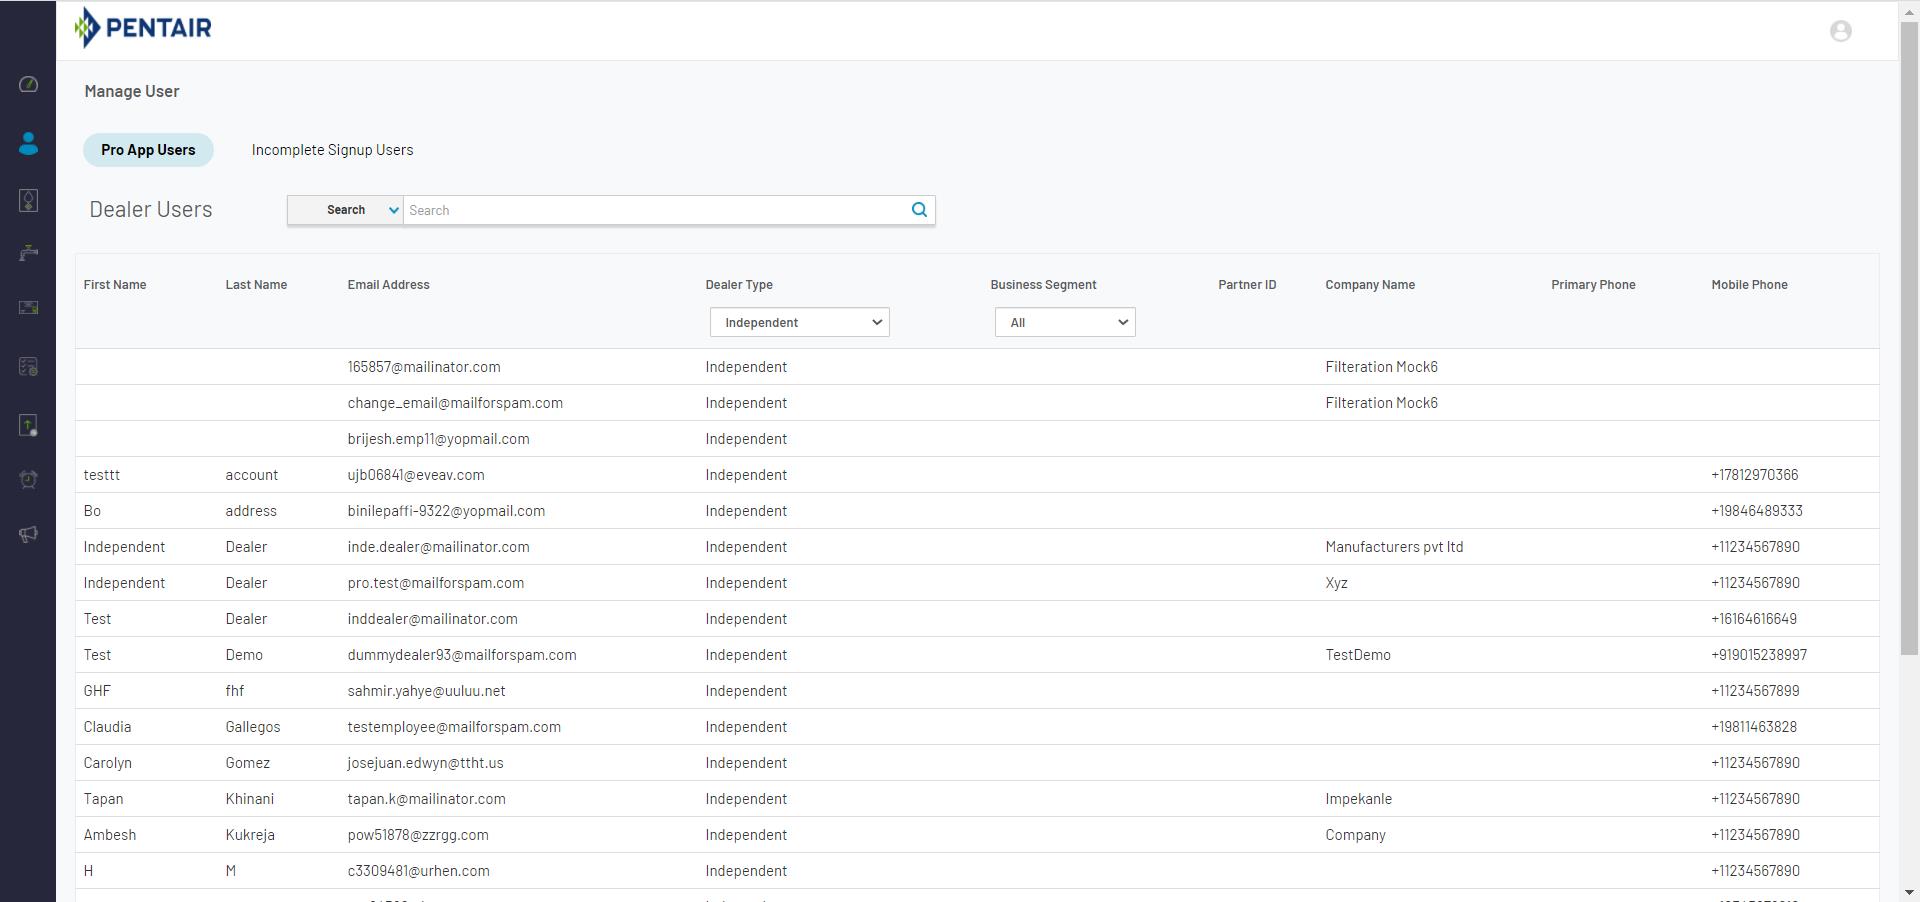 PENTAIR
Manage User
Pro App Users Incomplete Signup Users
Dealer Users Search Search
First Name Last Name Email Address Dealer Type Business Segment Partner ID Company Name Primary Phone Mobile Phone
Independent All
165857@mailinator.com Independent Filteration Mock6
change_email@mailforspam.com Independent Filteration Mock6
brijesh.emp11@yopmail.com Independent
testtt account ujb06841@eveav.com Independent +17812970366
Bo address binilepaffi-9322@yopmail.com Independent +19846489333
Independent Dealer inde.dealer@mailinator.com Independent Manufacturers pvt ltd +11234567890
Independent Dealer pro.test@mailforspam.com Independent Xyz +11234567890
Test Dealer inddealer@mailinator.com Independent +16164616649
Test Demo dummydealer93@mailforspam.com Independent TestDemo +919015238997
GHF fhf sahmir.yahye@uuluu.net Independent +11234567899
Claudia Gallegos testemployee@mailforspam.com Independent +19811463828
Carolyn Gomez josejuan.edwyn@ttht.us Independent +11234567890
Tapan Khinani tapan.k@mailinator.com Independent Impekanle +11234567890
Ambesh Kukreja pow51878@zzrgg.com Independent Company +11234567890
H M c3309481@urhen.com Independent +11234567890